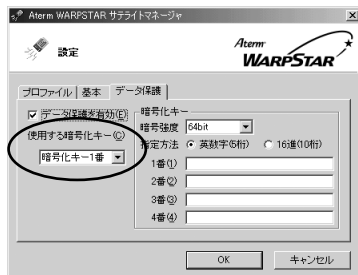 Aterm WARPSTAR サテライトマネージャ
設定
Aterm
WARPSTAR
プロファイル 基本 データ保護
データ保護を有効(E)
使用する暗号化キー(C)
暗号化キー1番
暗号化キー
暗号強度 64bit
指定方法 英数字(5桁) 16進(10桁)
1番(1)
2番(2)
3番(3)
4番(4)
OK キャンセル